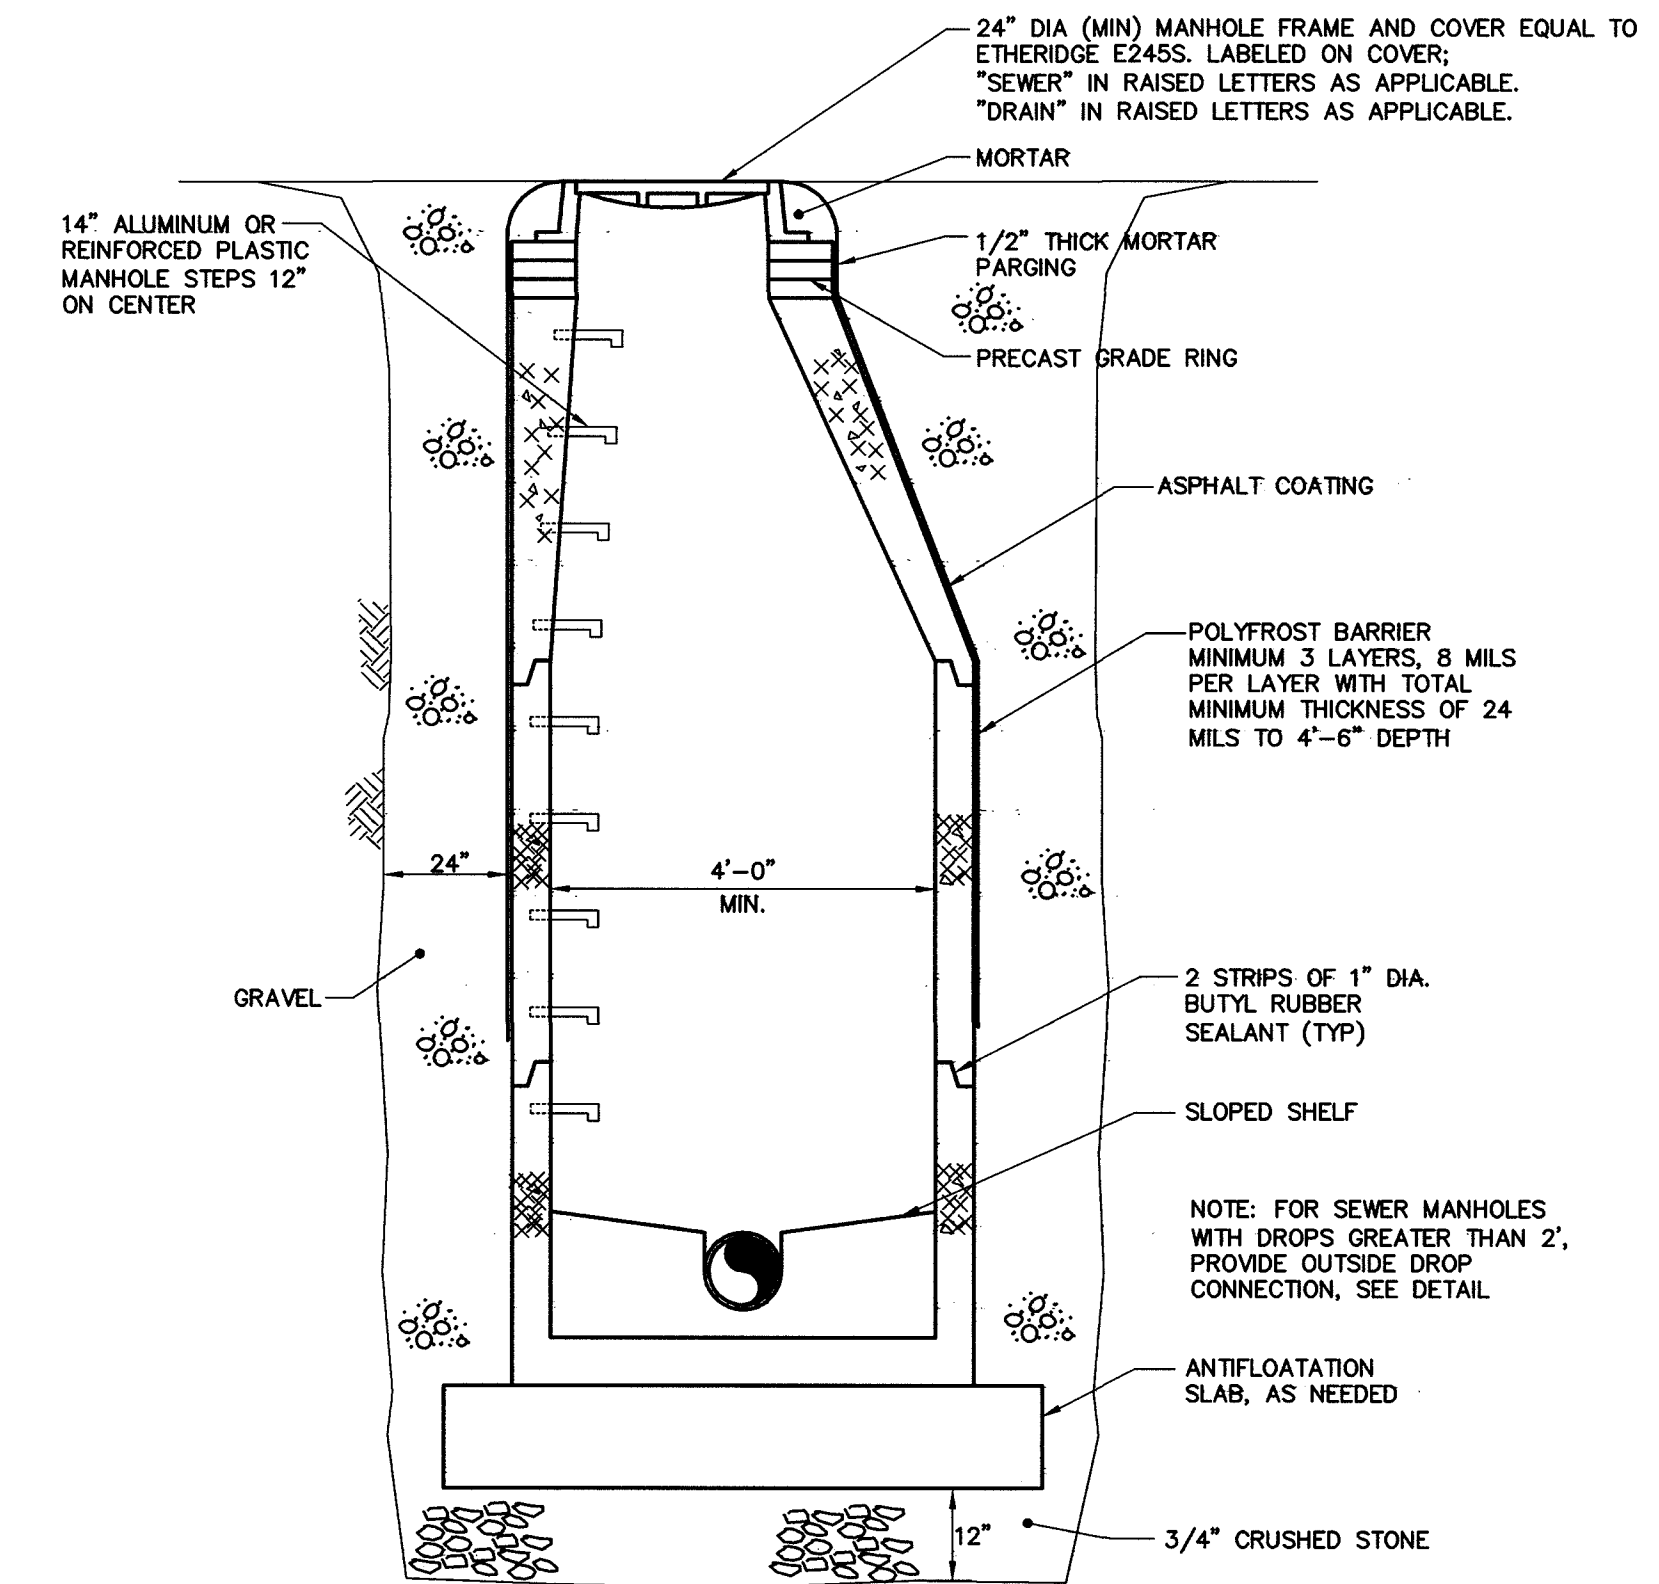 24" DIA (MIN) MANHOLE FRAME AND COVER EQUAL TO
ETHERIDGE E245S. LABELED ON COVER;
"SEWER" IN RAISED LETTERS AS APPLICABLE.
"DRAIN" IN RAISED LETTERS AS APPLICABLE.
MORTAR
14" ALUMINUM OR
REINFORCED PLASTIC
MANHOLE STEPS 12"
ON CENTER
1/2" THICK MORTAR
PARGING
PRECAST GRADE RING
ASPHALT COATING
POLYFROST BARRIER
MINIMUM 3 LAYERS, 8 MILS
PER LAYER WITH TOTAL
MINIMUM THICKNESS OF 24
MILS TO 4'-6" DEPTH
24"
4'-0"
MIN.
GRAVEL
2 STRIPS OF 1" DIA.
BUTYL RUBBER
SEALANT (TYP)
SLOPED SHELF
NOTE: FOR SEWER MANHOLES
WITH DROPS GREATER THAN 2',
PROVIDE OUTSIDE DROP
CONNECTION, SEE DETAIL
ANTIFLOATATION
SLAB, AS NEEDED
12"
3/4" CRUSHED STONE